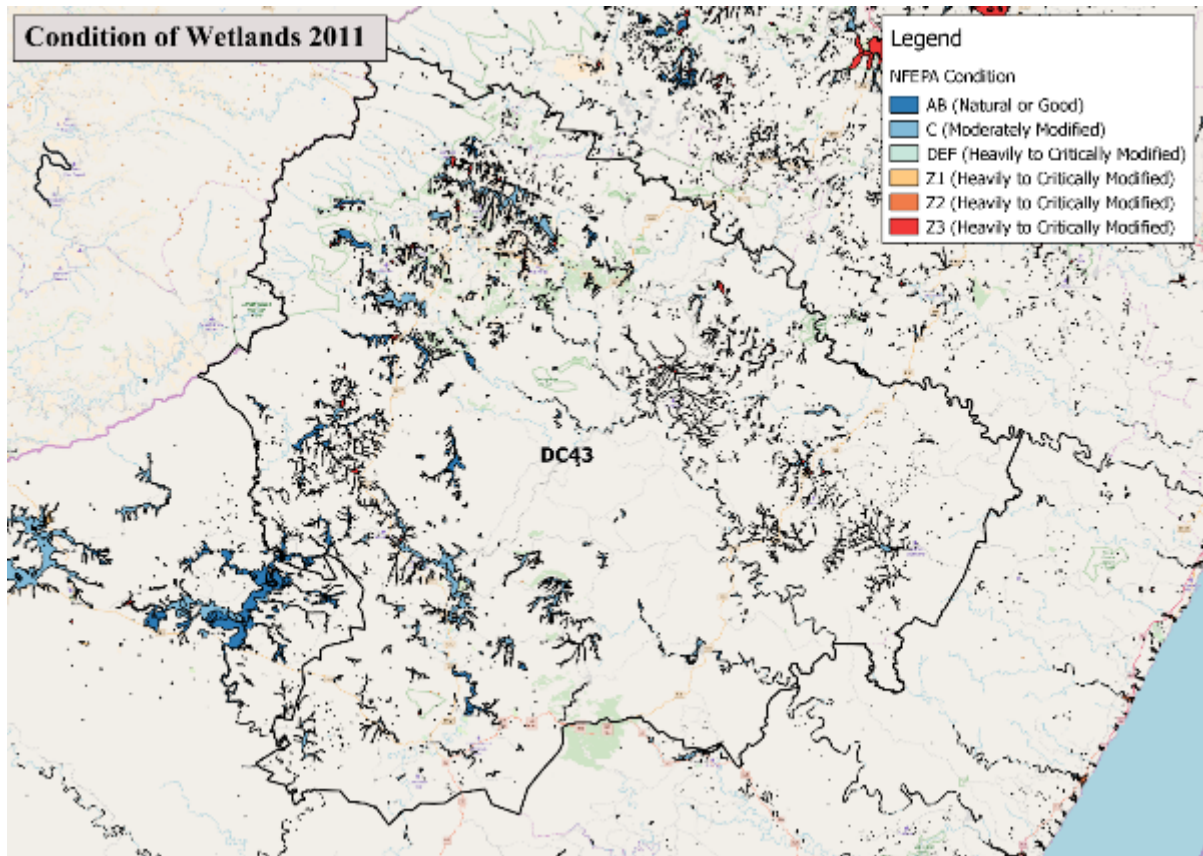 Condition of Wetlands 2011
Legend
NFEPA Condition
AB (Natural or Good)
C (Moderately Modified)
DEF (Heavily to Critically Modified)
Z1 (Heavily to Critically Modified)
Z2 (Heavily to Critically Modified)
Z3 (Heavily to Critically Modified)
DC43